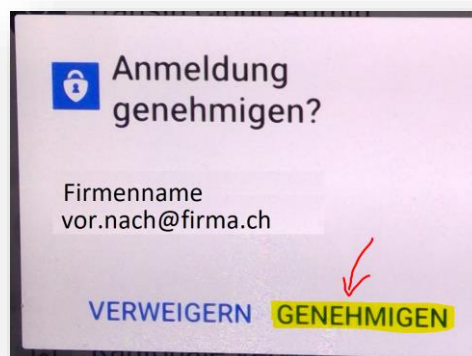 Anmeldung
genehmigen?
Firmenname
vor.nach@firma.ch
VERWEIGERN GENEHMIGEN